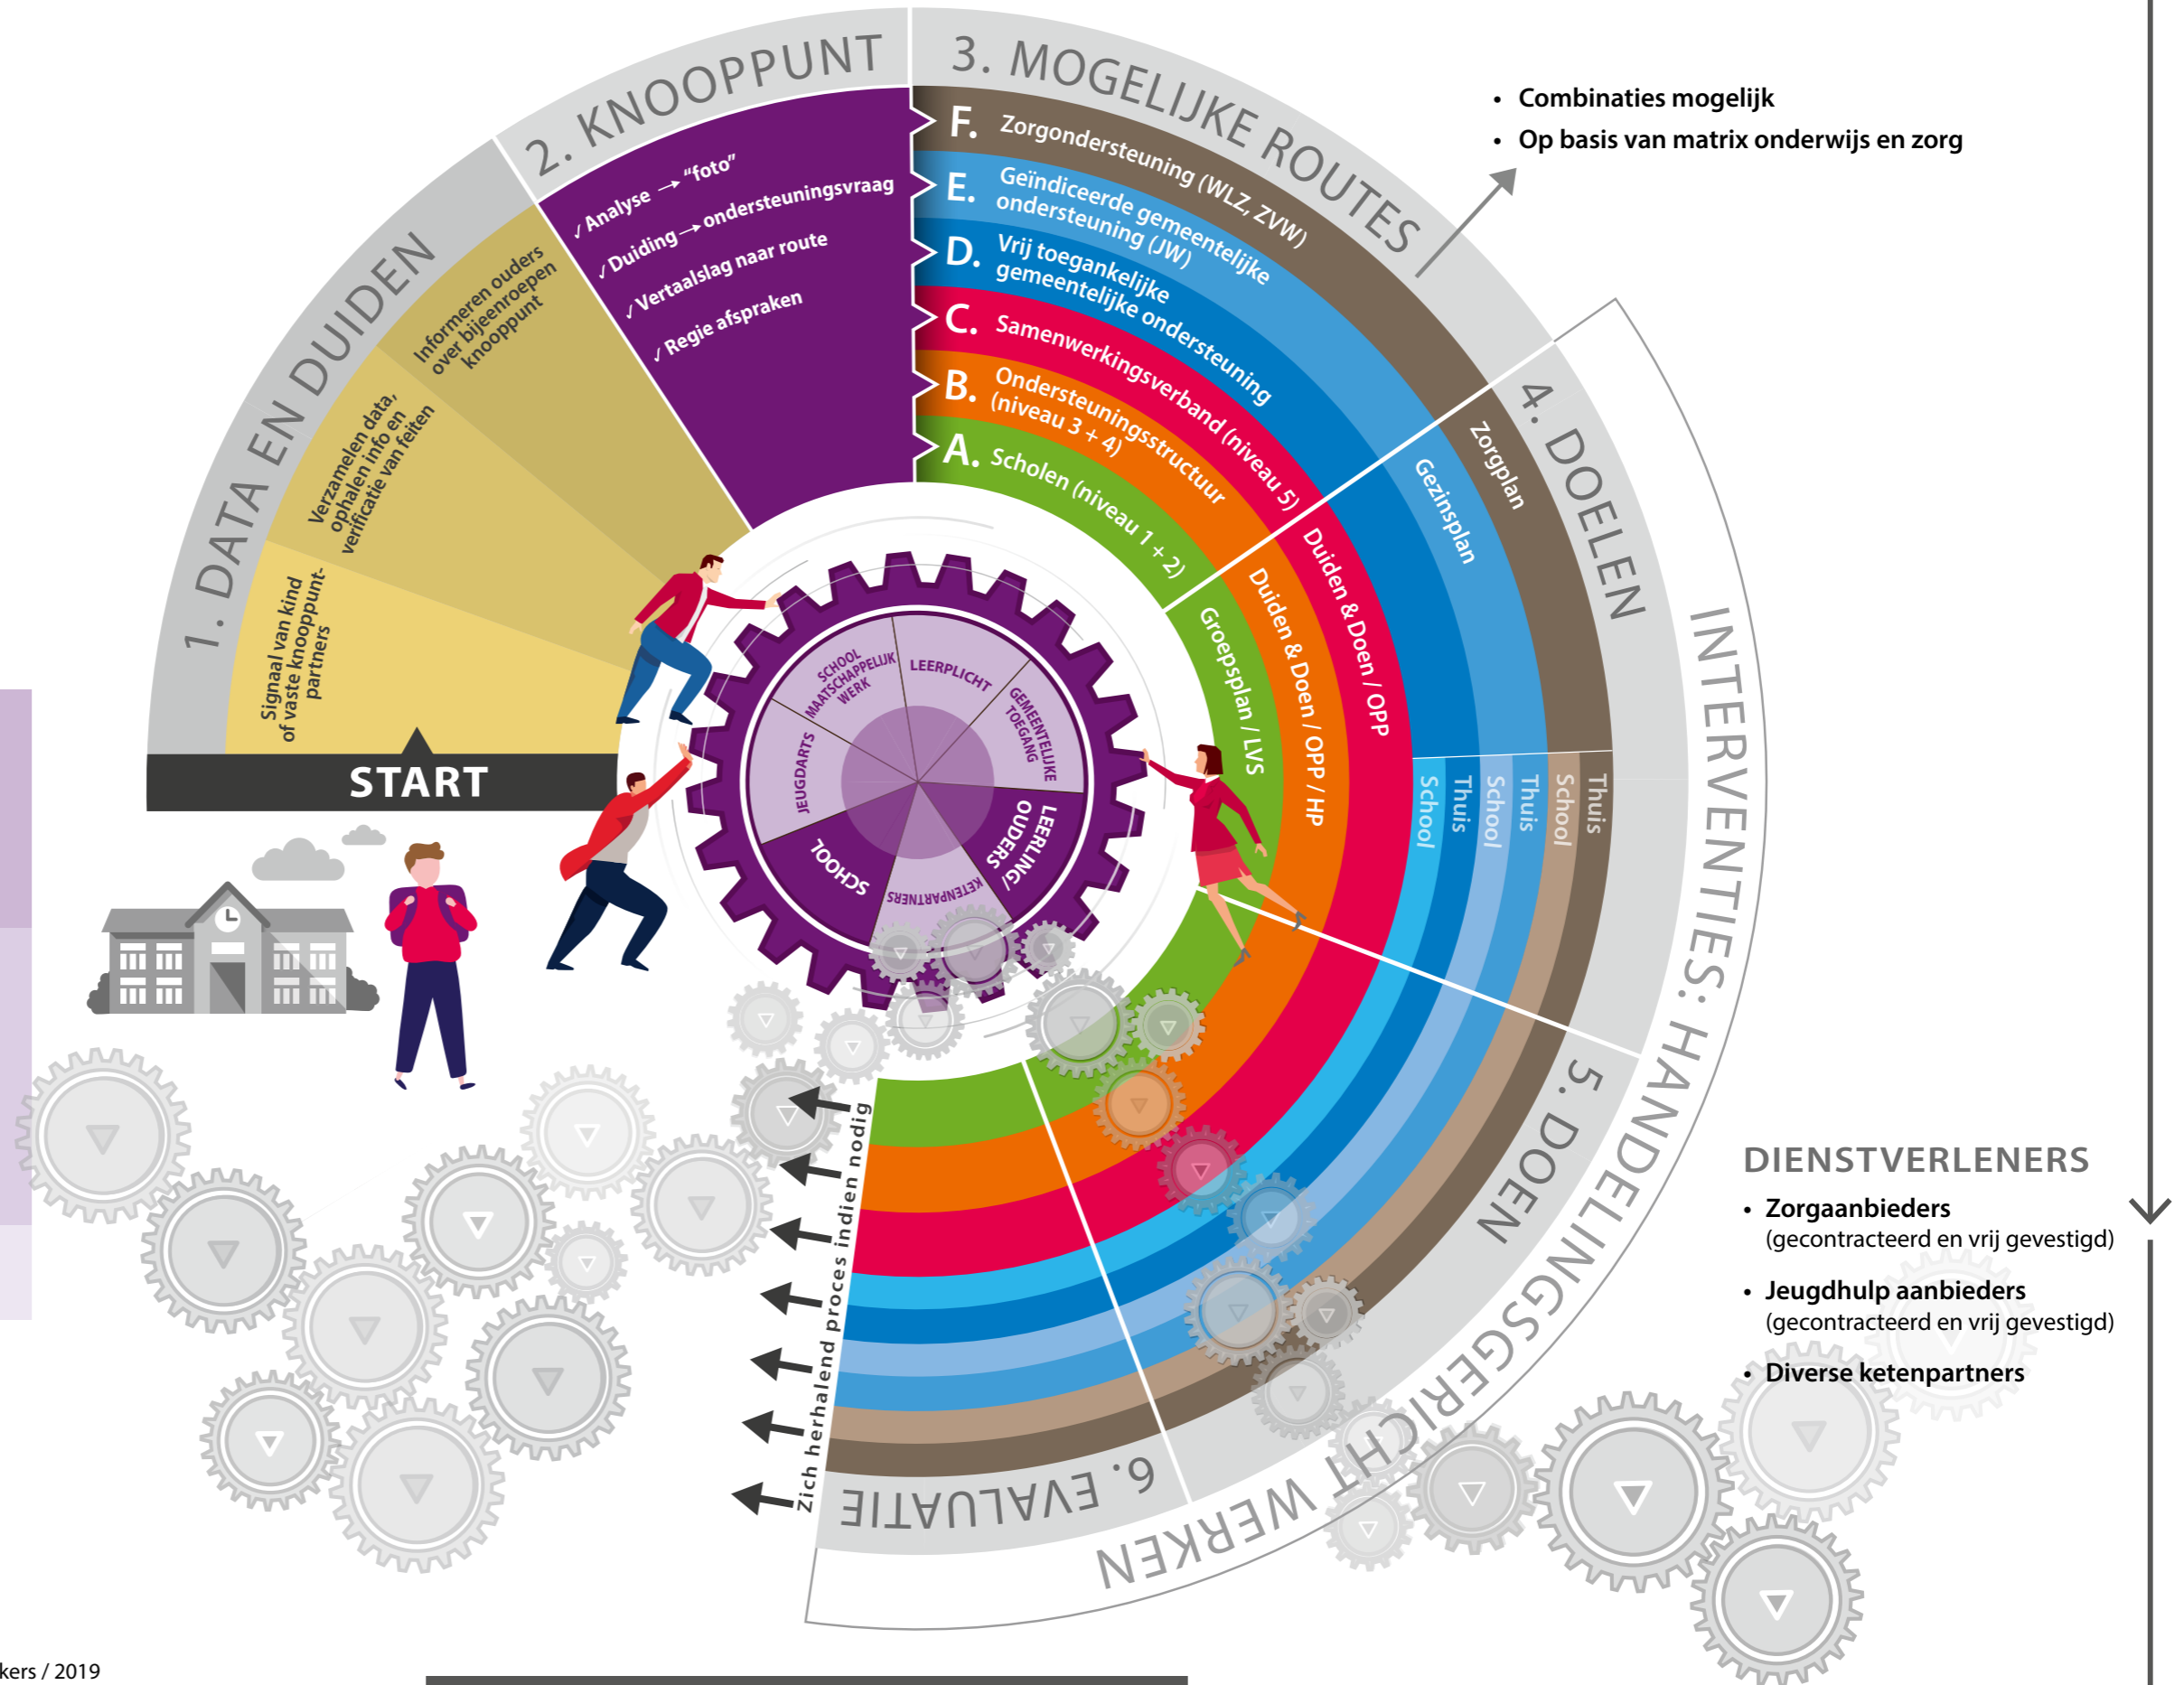 1. DATA EN DUIDEN
Signaal van kind
of vaste knooppunt-
partners
Verzamelen data,
ophalen info en
verificatie van feiten
Informeren ouders
over bijeenroepen
knooppunt
START
2. KNOOPPUNT
✓ Analyse → “foto”
✓ Duiding → ondersteuningsvraag
✓ Vertaalslag naar route
✓ Regie afspraken
3. MOGELIJKE ROUTES
F. Zorgondersteuning (WLZ, ZVW)
E. Geïndiceerde gemeentelijke
ondersteuning (JW)
D. Vrij toegankelijke
gemeentelijke ondersteuning
C. Samenwerkingsverband (niveau 5)
B. Ondersteuningsstructuur
(niveau 3 + 4)
A. Scholen (niveau 1 + 2)
• Combinaties mogelijk
• Op basis van matrix onderwijs en zorg
4. DOELEN
Zorgplan
Gezinsplan
Duiden & Doen / OPP
Duiden & Doen / OPP / HP
Groepsplan / LVS
School
Thuis
School
Thuis
School
Thuis
SCHOOL
MAATSCHAPPELIJK
WERK
LEERPLICHT
GEMEENTELIJKE
TOEGANG
LEERLING/
OUDERS
KETENPARTNERS
SCHOOL
JEUGDARTS
INTERVENTIES: HANDELINGSGERICHT WERKEN
5. DOEN
6. EVALUATIE
Zich herhalend proces indien nodig
DIENSTVERLENERS
• Zorgaanbieders
(gecontracteerd en vrij gevestigd)
• Jeugdhulp aanbieders
(gecontracteerd en vrij gevestigd)
• Diverse ketenpartners
kers / 2019